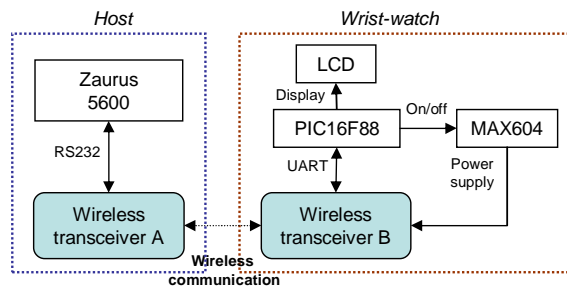 Host
Zaurus
5600
RS232
Wireless
transceiver A
Wireless
communication
Wrist-watch
LCD
Display
PIC16F88
On/off
MAX604
UART
Power
supply
Wireless
transceiver B